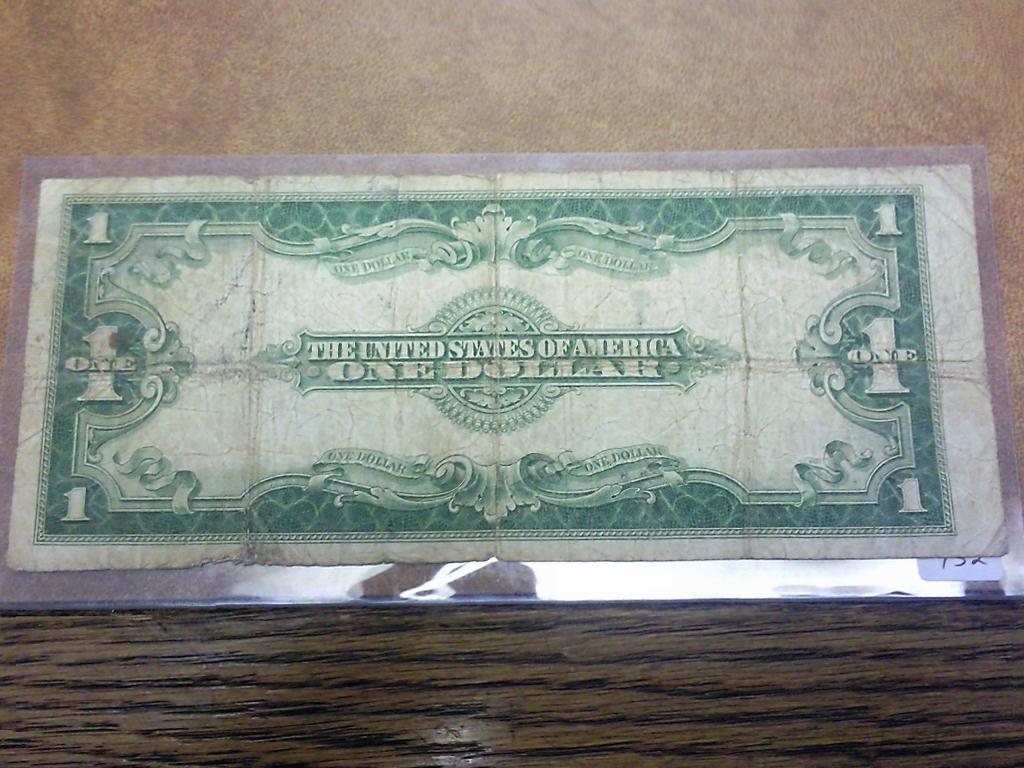 1 1
ONE DOLLAR ONE DOLLAR
THE UNITED STATES OF AMERICA
ONE 1 ONE DOLLAR ONE 1
ONE DOLLAR ONE DOLLAR
1 1